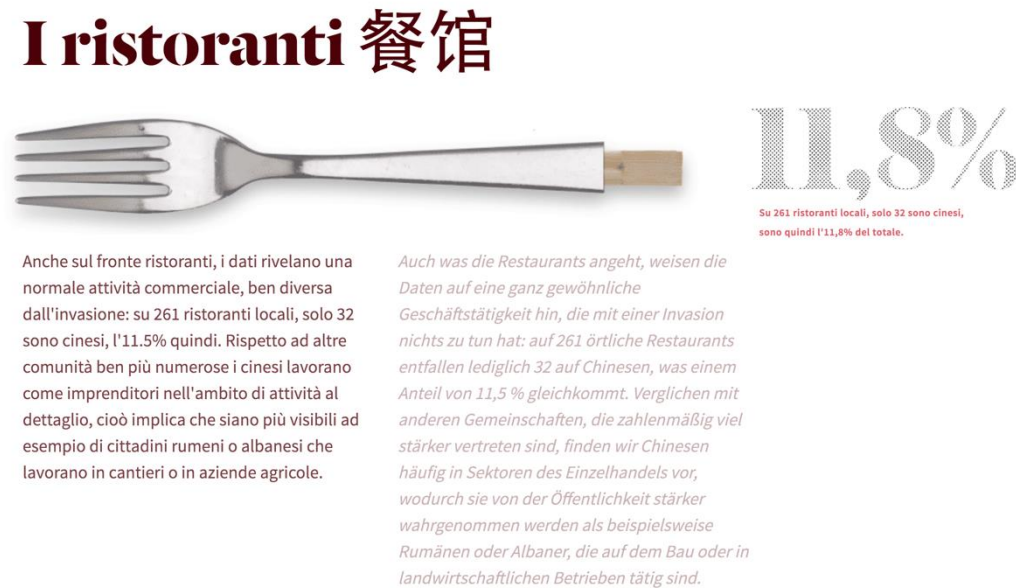 I ristoranti 餐馆
11,8%
Su 261 ristoranti locali, solo 32 sono cinesi,
sono quindi l'11,8% del totale.
Anche sul fronte ristoranti, i dati rivelano una
normale attività commerciale, ben diversa
dall'invasione: su 261 ristoranti locali, solo 32
sono cinesi, l'11.5% quindi. Rispetto ad altre
comunità ben più numerose i cinesi lavorano
come imprenditori nell'ambito di attività al
dettaglio, cioò implica che siano più visibili ad
esempio di cittadini rumeni o albanesi che
lavorano in cantieri o in aziende agricole.
Auch was die Restaurants angeht, weisen die
Daten auf eine ganz gewöhnliche
Geschäftstätigkeit hin, die mit einer Invasion
nichts zu tun hat: auf 261 örtliche Restaurants
entfallen lediglich 32 auf Chinesen, was einem
Anteil von 11,5 % gleichkommt. Verglichen mit
anderen Gemeinschaften, die zahlenmäßig viel
stärker vertreten sind, finden wir Chinesen
häufig in Sektoren des Einzelhandels vor,
wodurch sie von der Öffentlichkeit stärker
wahrgenommen werden als beispielsweise
Rumänen oder Albaner, die auf dem Bau oder in
landwirtschaftlichen Betrieben tätig sind.